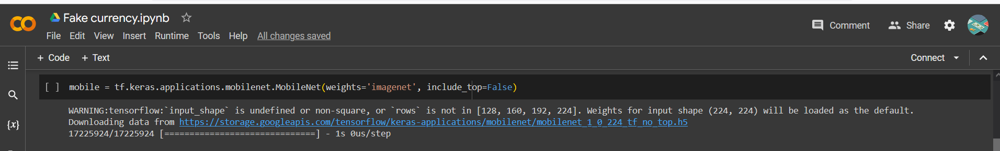 Fake currency.ipynb
File Edit View Insert Runtime Tools Help All changes saved
Comment Share
+ Code + Text
Connect
[ ] mobile = tf.keras.applications.mobilenet.MobileNet(weights='imagenet', include_top=False)
WARNING:tensorflow:`input_shape` is undefined or non-square, or `rows` is not in [128, 160, 192, 224]. Weights for input shape (224, 224) will be loaded as the default.
Downloading data from https://storage.googleapis.com/tensorflow/keras-applications/mobilenet/mobilenet_1_0_224_tf_no_top.h5
17225924/17225924 [==============================] - 1s 0us/step
{x}